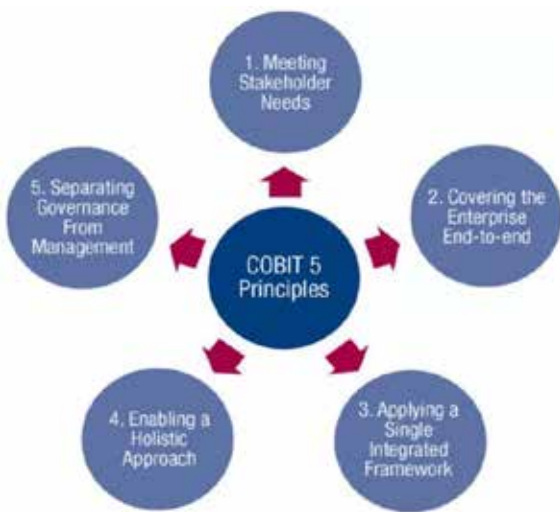 1. Meeting
Stakeholder
Needs
5. Separating
Governance
From
Management
2. Covering the
Enterprise
End-to-end
COBIT 5
Principles
4. Enabling a
Holistic
Approach
3. Applying a
Single
Integrated
Framework